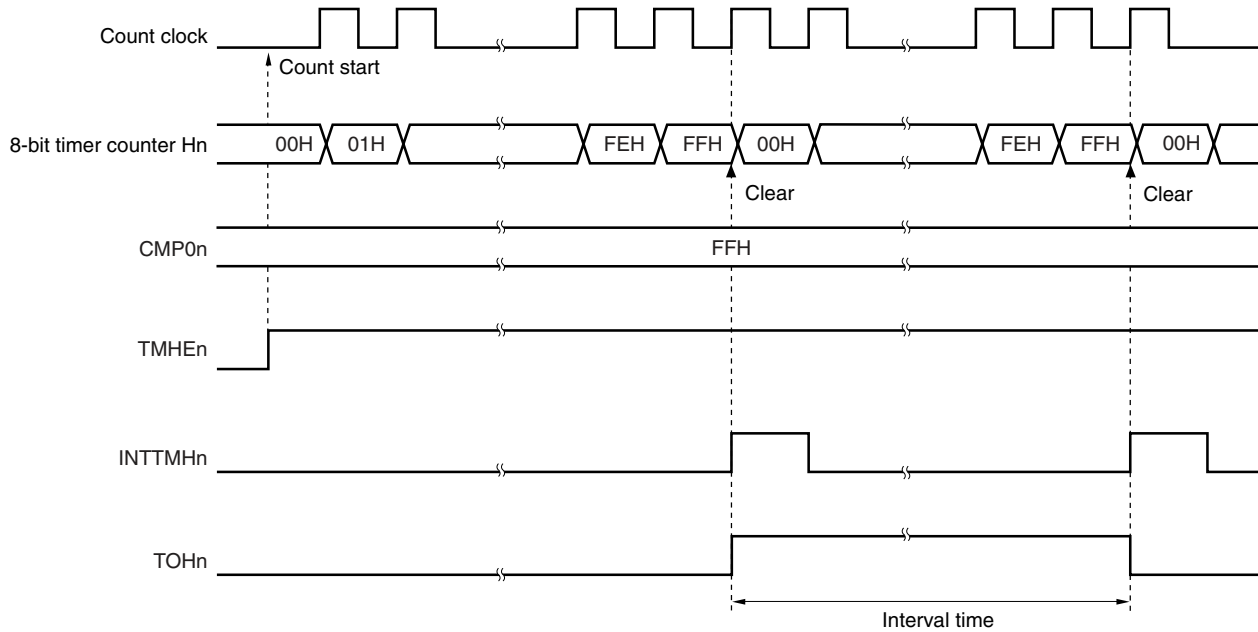 Count clock
Count start
8-bit timer counter Hn 00H 01H FEH FFH 00H FEH FFH 00H
Clear Clear
CMP0n FFH
TMHEn
INTTMHn
TOHn
Interval time